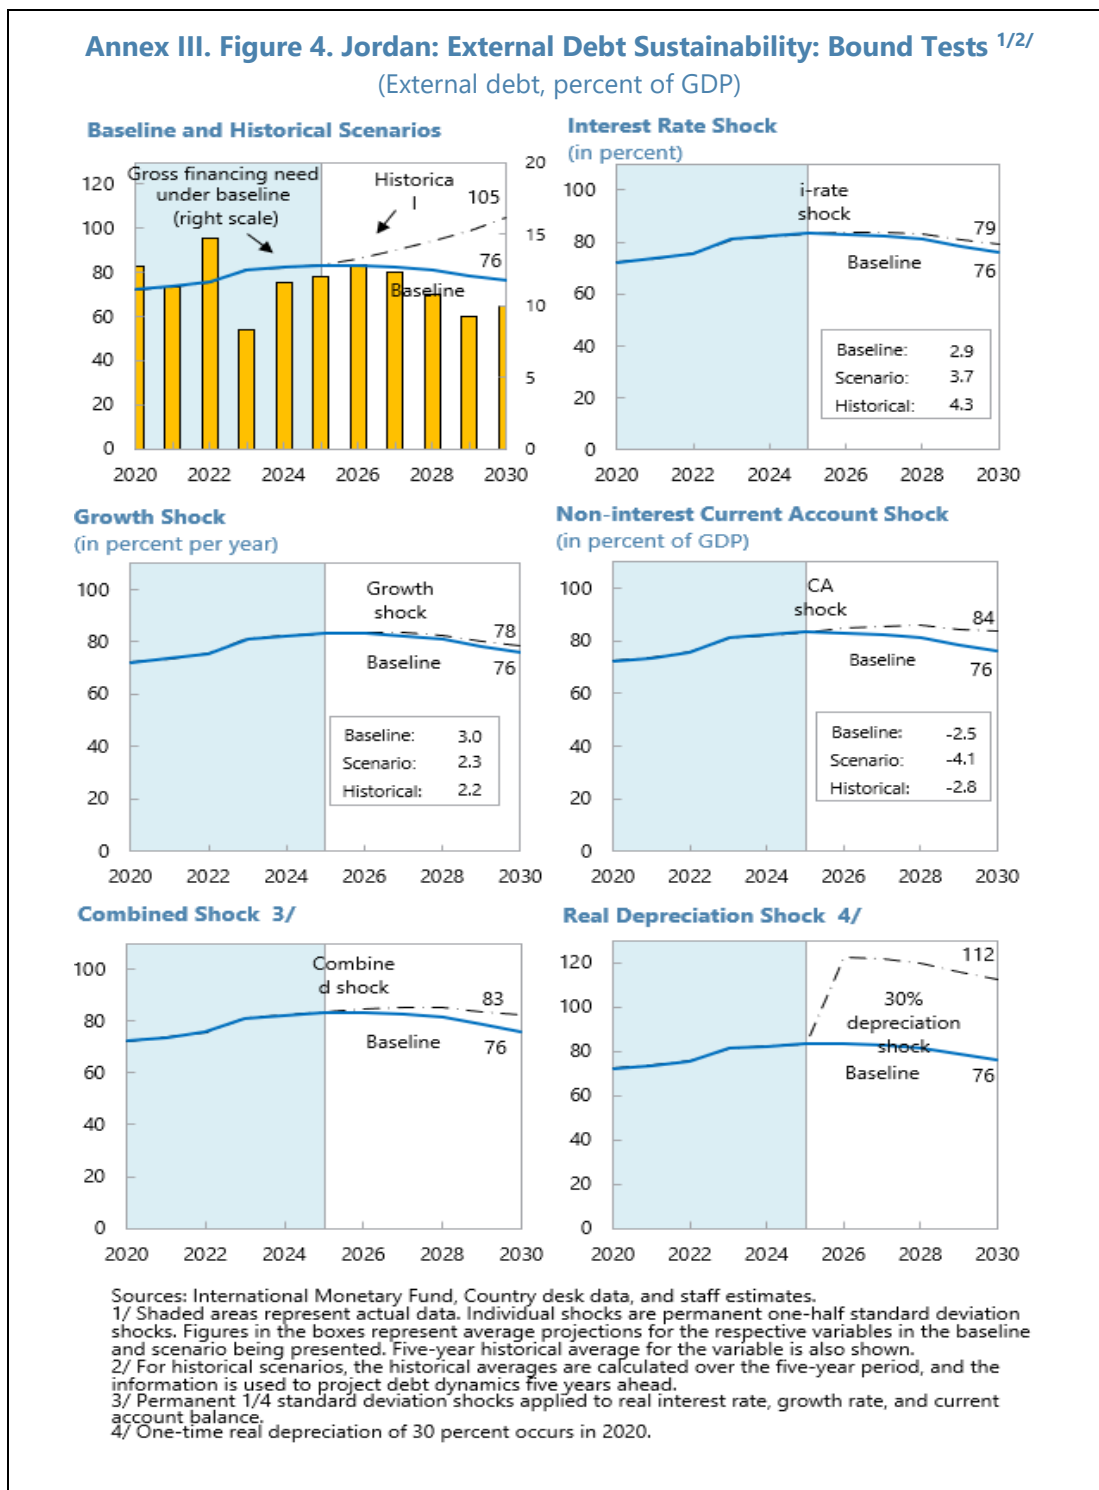 Annex III. Figure 4. Jordan: External Debt Sustainability: Bound Tests 1/2/
(External debt, percent of GDP)
Baseline and Historical Scenarios
Gross financing need
under baseline
(right scale)
Historica
l
105
76
Baseline
120
100
80
60
40
20
0
20
15
10
5
0
2020 2022 2024 2026 2028 2030
Interest Rate Shock
(in percent)
i-rate
shock
79
Baseline
76
100
80
60
40
20
0
Baseline: 2.9
Scenario: 3.7
Historical: 4.3
2020 2022 2024 2026 2028 2030
Growth Shock
(in percent per year)
Growth
shock
78
Baseline
76
100
80
60
40
20
0
Baseline: 3.0
Scenario: 2.3
Historical: 2.2
2020 2022 2024 2026 2028 2030
Non-interest Current Account Shock
(in percent of GDP)
CA
shock
84
Baseline
76
100
80
60
40
20
0
Baseline: -2.5
Scenario: -4.1
Historical: -2.8
2020 2022 2024 2026 2028 2030
Combined Shock 3/
Combine
d shock
83
Baseline
76
100
80
60
40
20
0
2020 2022 2024 2026 2028 2030
Real Depreciation Shock 4/
112
30%
depreciation
shock
Baseline
76
120
100
80
60
40
20
0
2020 2022 2024 2026 2028 2030
Sources: International Monetary Fund, Country desk data, and staff estimates.
1/ Shaded areas represent actual data. Individual shocks are permanent one-half standard deviation
shocks. Figures in the boxes represent average projections for the respective variables in the baseline
and scenario being presented. Five-year historical average for the variable is also shown.
2/ For historical scenarios, the historical averages are calculated over the five-year period, and the
information is used to project debt dynamics five years ahead.
3/ Permanent 1/4 standard deviation shocks applied to real interest rate, growth rate, and current
account balance.
4/ One-time real depreciation of 30 percent occurs in 2020.